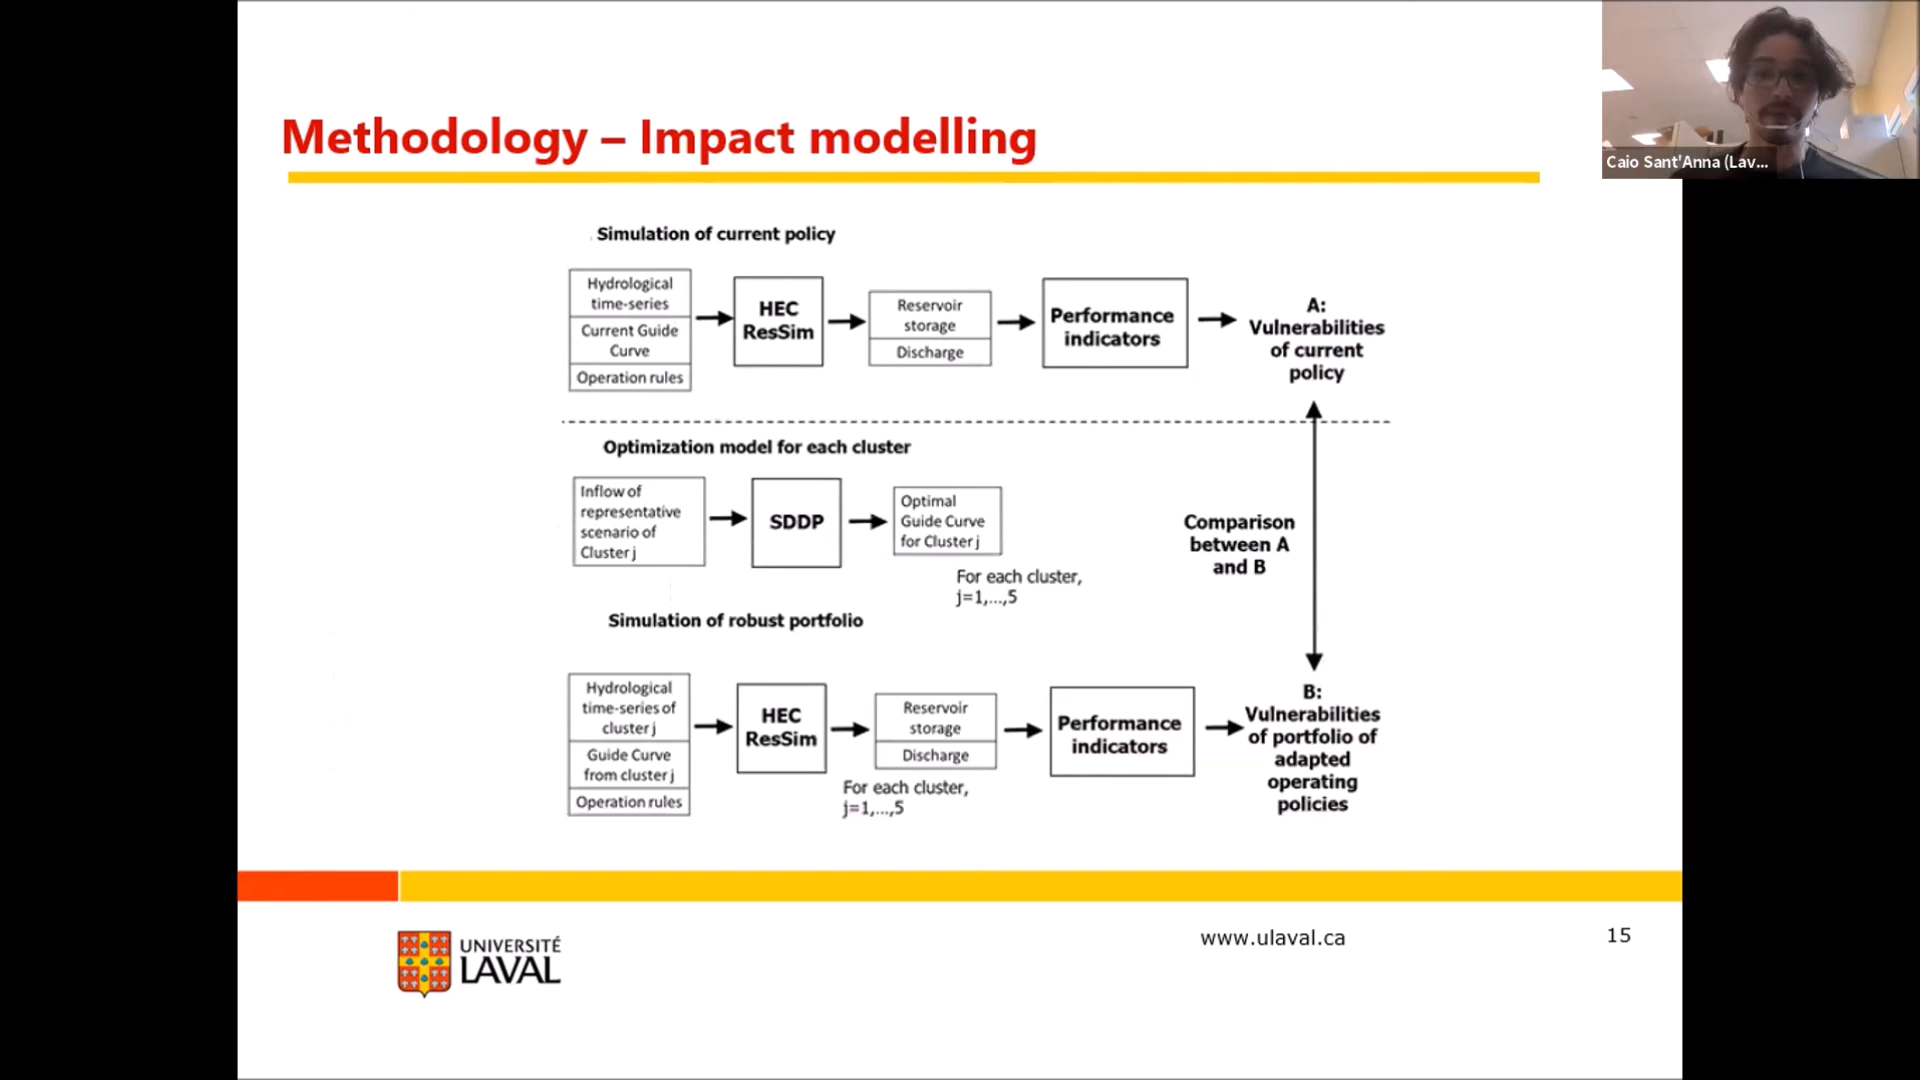 Methodology – Impact modelling
Caio Sant'Anna (Lav...
Simulation of current policy
Hydrological
time-series
Current Guide
Curve
Operation rules
HEC
ResSim
Reservoir
storage
Discharge
Performance
indicators
A:
Vulnerabilities
of current
policy
Optimization model for each cluster
Inflow of
representative
scenario of
Cluster j
SDDP
Optimal
Guide Curve
for Cluster j
For each cluster,
j=1,...,5
Comparison
between A
and B
Simulation of robust portfolio
Hydrological
time-series of
cluster j
Guide Curve
from cluster j
Operation rules
HEC
ResSim
Reservoir
storage
Discharge
For each cluster,
j=1,...,5
Performance
indicators
B:
Vulnerabilities
of portfolio of
adapted
operating
policies
UNIVERSITÉ
LAVAL
www.ulaval.ca
15